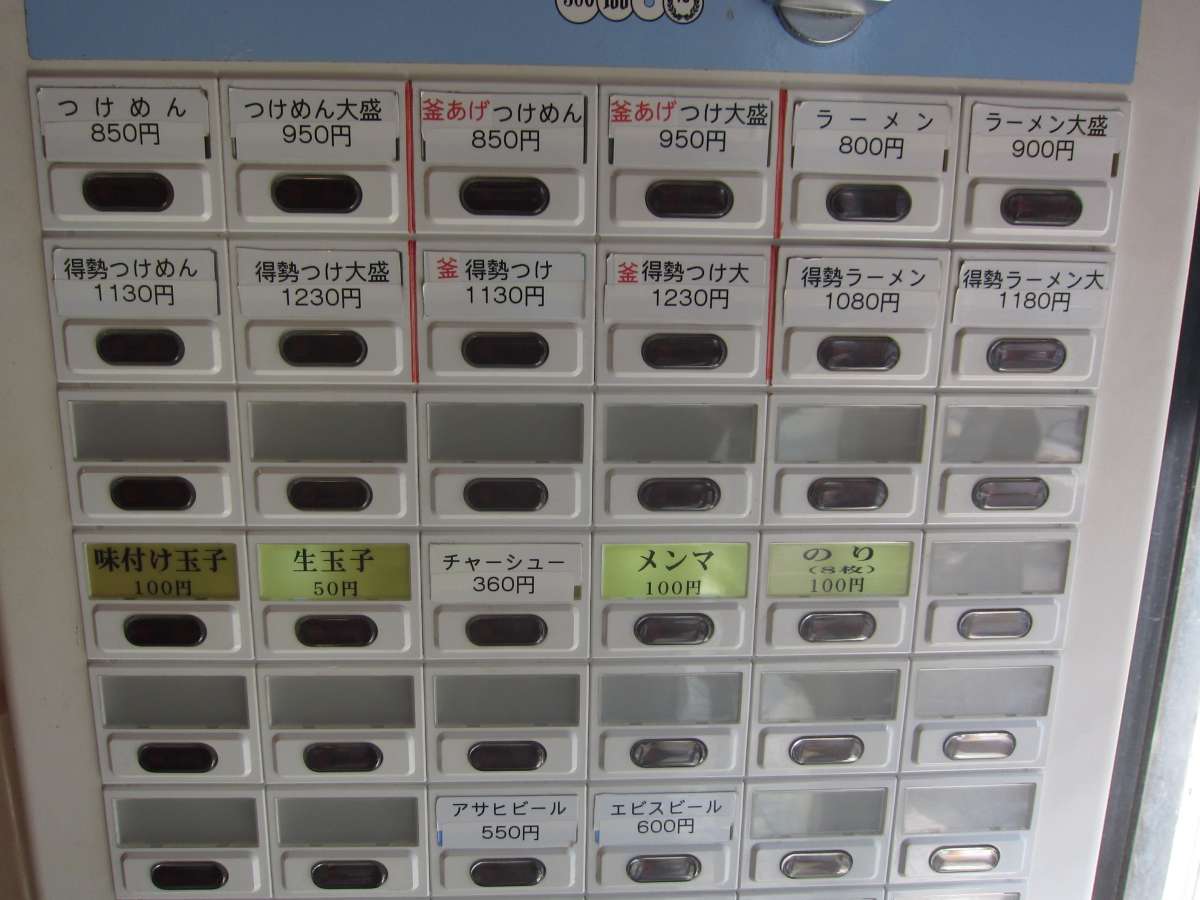 つけめん
850円
つけめん大盛
950円
釜あげつけめん
850円
釜あげつけ大盛
950円
ラーメン
800円
ラーメン大盛
900円
得勢つけめん
1130円
得勢つけ大盛
1230円
釜得勢つけ
1130円
釜得勢つけ大
1230円
得勢ラーメン
1080円
得勢ラーメン大
1180円
味付け玉子
100円
生玉子
50円
チャーシュー
360円
メンマ
100円
のり
(8枚)
100円
アサヒビール
550円
エビスビール
600円